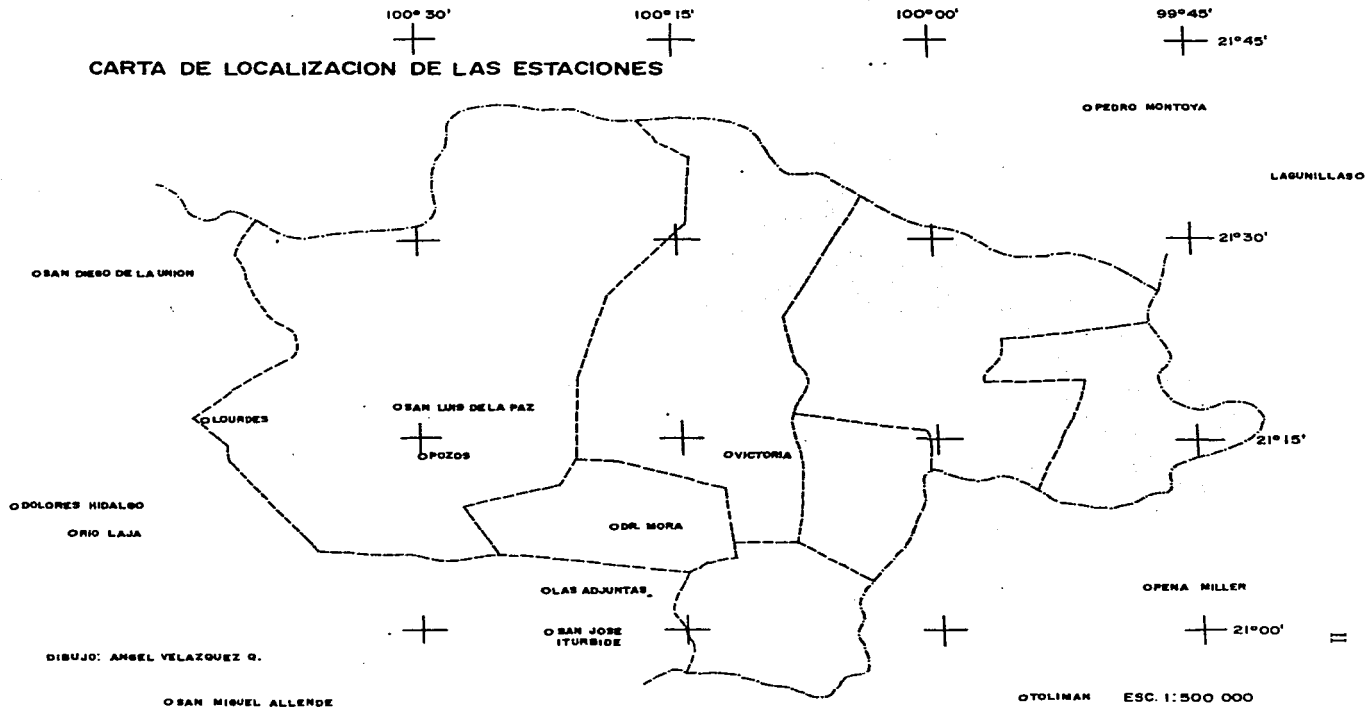 100° 30'
100° 15'
100° 00'
99° 45'
21° 45'
CARTA DE LOCALIZACION DE LAS ESTACIONES
PEDRO MONTOYA
LAGUNILLAS
21° 30'
SAN DIEGO DE LA UNION
SAN LUIS DE LA PAZ
LOURDES
21° 15'
POZOS
VICTORIA
DOLORES HIDALGO
DR. MORA
RIO LAJA
LAS ADJUNTAS
PENA MILLER
SAN JOSE
ITURBIDE
21° 00'
II
DIBUJO: ANGEL VELAZQUEZ Q.
SAN MIGUEL ALLENDE
TOLIMAN
ESC. 1:500 000